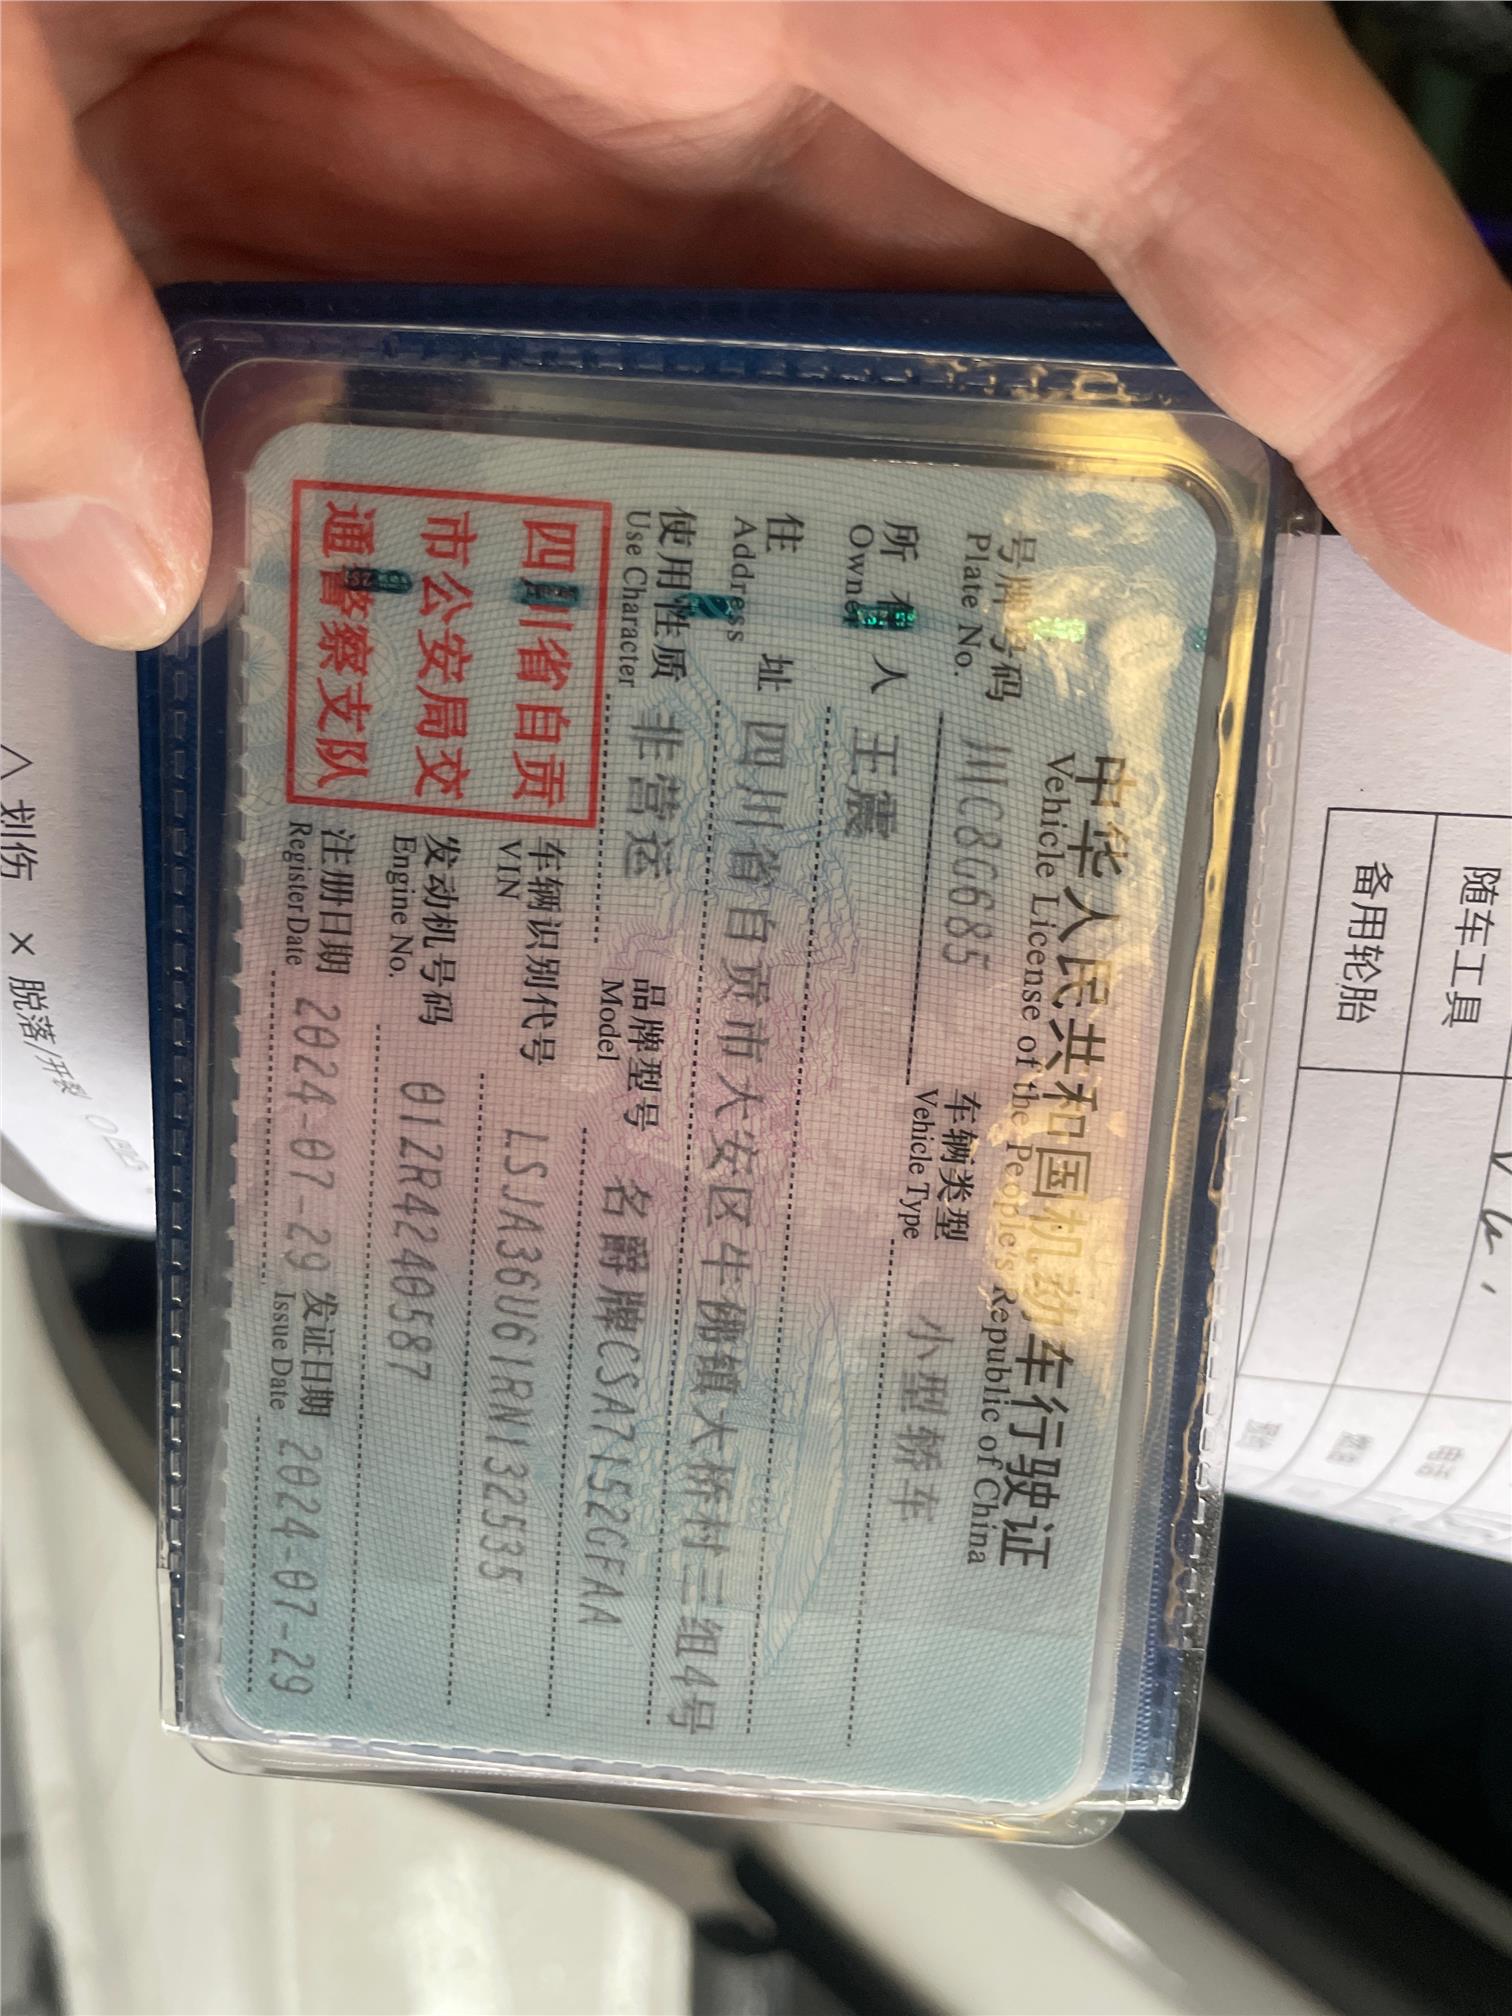 中华人民共和国机动车行驶证
Vehicle License of the People's Republic of China
号牌号码 川C8G685 车辆类型 小型轿车
Plate No. Vehicle Type
所有人 王震
Owner
住址 四川省自贡市大安区牛佛镇大桥村三组4号
Address
使用性质 非营运 品牌型号 名爵牌CSA7152GFAA
Use Character Model
四川省自贡
市公安局交
通警察支队
车辆识别代号 LSJA36U61RN132535
VIN
发动机号码 01ZR4240587
Engine No.
注册日期 2024-07-29 发证日期 2024-07-29
Register Date Issue Date
随车工具
备用轮胎
△ 划伤 × 脱落/开裂